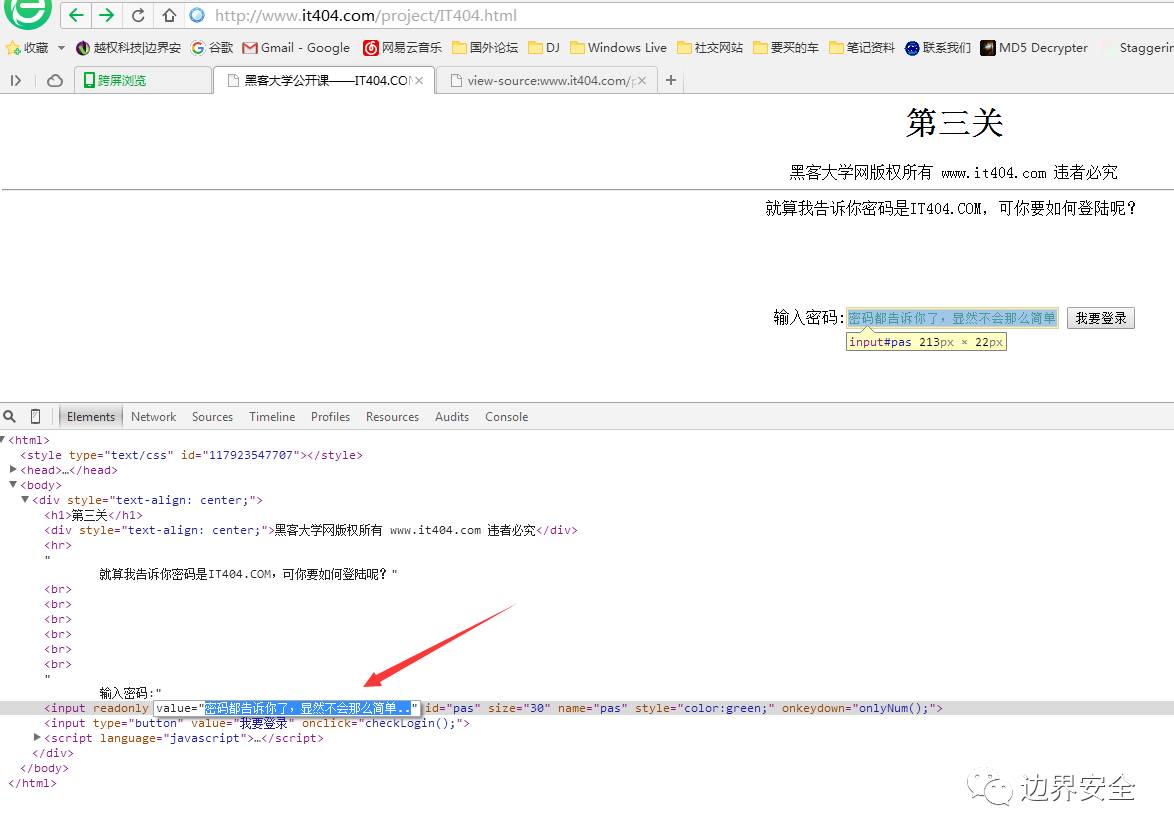 http://www.it404.com/project/IT404.html
收藏 越权科技|边界安 谷歌 Gmail - Google 网易云音乐 国外论坛 DJ Windows Live 社交网站 要买的车 笔记资料 联系我们 MD5 Decrypter Staggerin
跨屏浏览 黑客大学公开课——IT404.CO × view-source:www.it404.com/ × +
第三关
黑客大学网版权所有 www.it404.com 违者必究
就算我告诉你密码是IT404.COM，可你要如何登陆呢？
输入密码:密码都告诉你了，显然不会那么简单 我要登录
input#pas 213px × 22px
Elements Network Sources Timeline Profiles Resources Audits Console
<html>
<style type="text/css" id="117923547707"></style>
<head>…</head>
<body>
<div style="text-align: center;">
<h1>第三关</h1>
<div style="text-align: center;">黑客大学网版权所有 www.it404.com 违者必究</div>
<hr>
"
就算我告诉你密码是IT404.COM，可你要如何登陆呢？"
<br>
<br>
<br>
<br>
<br>
<br>
"
输入密码:"
<input readonly value="密码都告诉你了，显然不会那么简单.." id="pas" size="30" name="pas" style="color:green;" onkeydown="onlyNum();">
<input type="button" value="我要登录" onclick="checkLogin();">
<script language="javascript">…</script>
</div>
</body>
</html>
边界安全